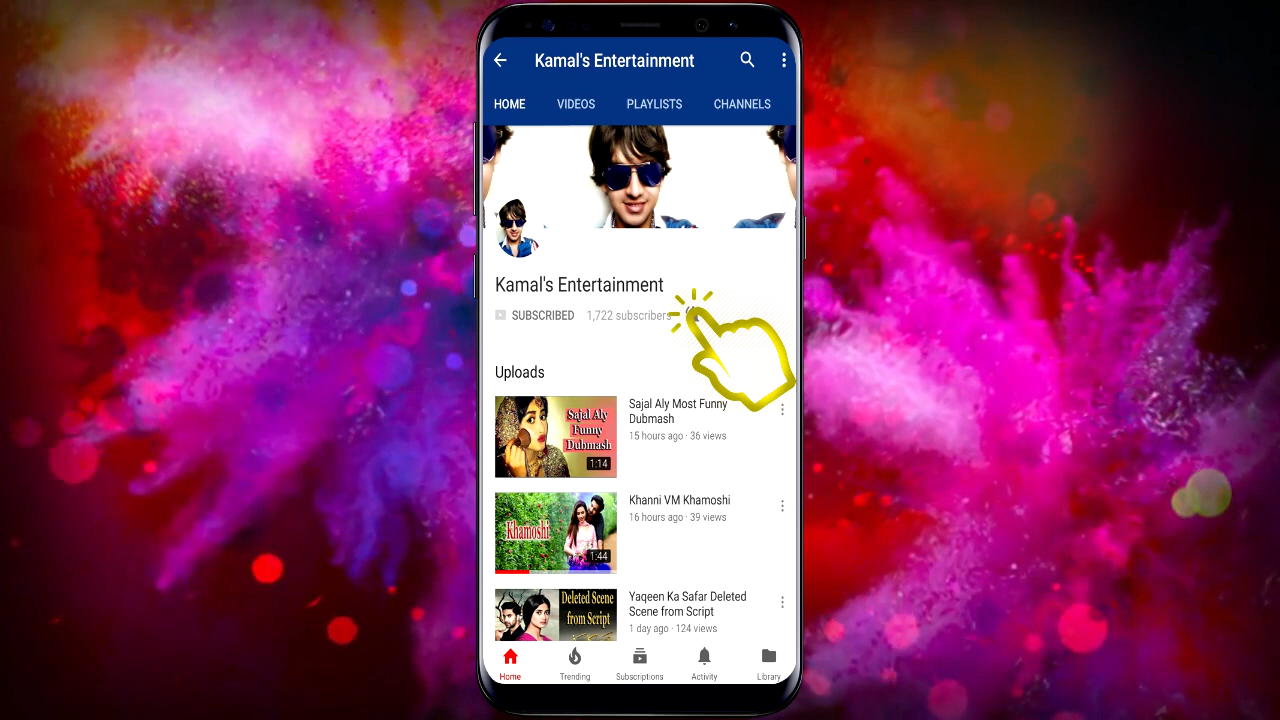 Kamal's Entertainment
HOME VIDEOS PLAYLISTS CHANNELS
Kamal's Entertainment
SUBSCRIBED 1,722 subscribers
Uploads
Sajal Aly
Funny
Dubmash
1:14
Sajal Aly Most Funny
Dubmash
15 hours ago · 36 views
Khamoshi
1:44
Khanni VM Khamoshi
16 hours ago · 39 views
Deleted Scene
from Script
Yaqeen Ka Safar Deleted
Scene from Script
1 day ago · 124 views
Home Trending Subscriptions Activity Library